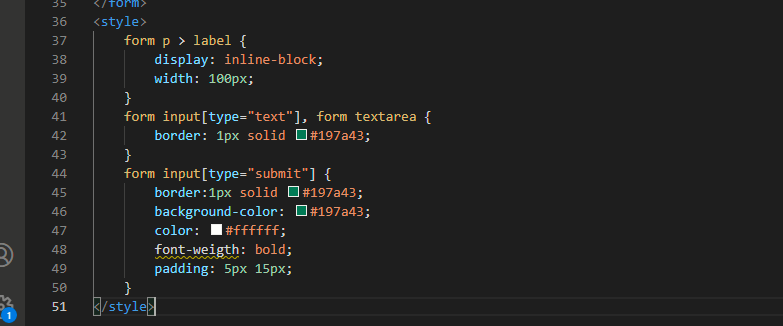 35 </form>
36 <style>
37 form p > label {
38 display: inline-block;
39 width: 100px;
40 }
41 form input[type="text"], form textarea {
42 border: 1px solid #197a43;
43 }
44 form input[type="submit"] {
45 border:1px solid #197a43;
46 background-color: #197a43;
47 color: #ffffff;
48 font-weigth: bold;
49 padding: 5px 15px;
50 }
51 </style>
1